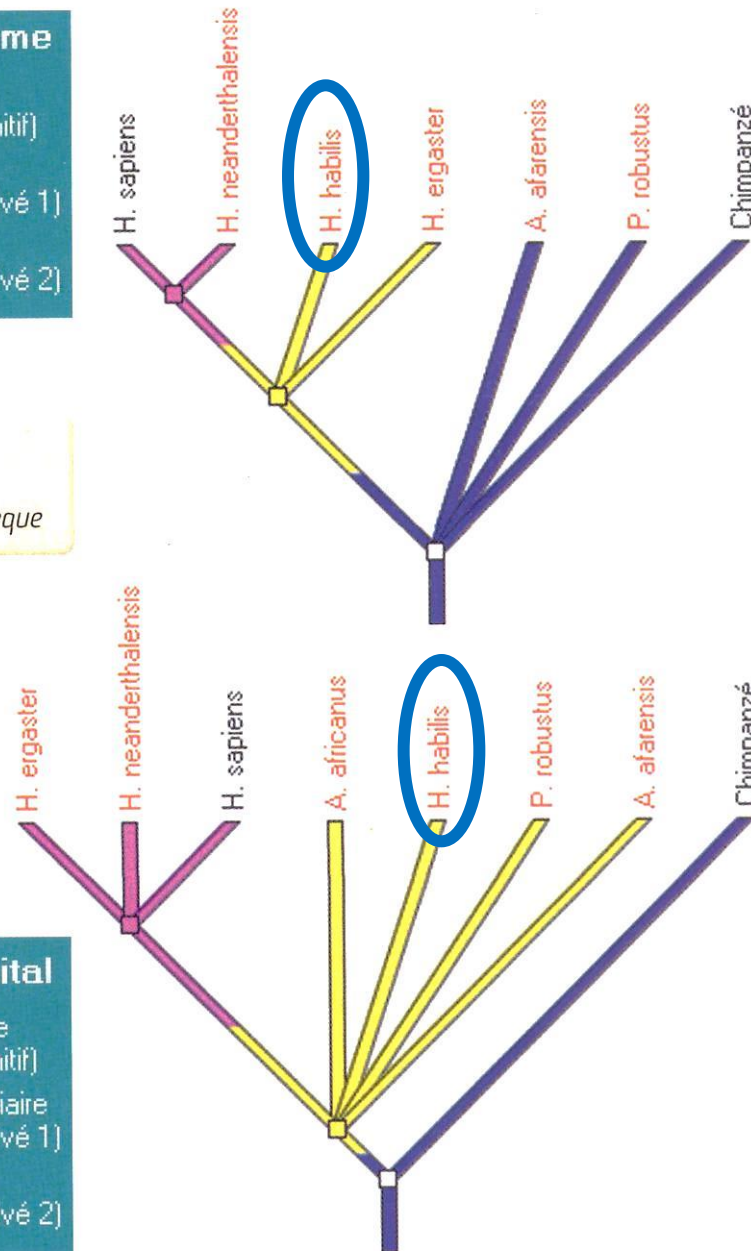 me
itif)
vé 1)
vé 2)
que
H. sapiens
H. neanderthalensis
H. habilis
H. ergaster
A. afarensis
P. robustus
Chimpanzé
H. ergaster
H. neanderthalensis
H. sapiens
A. africanus
H. habilis
P. robustus
A. afarensis
Chimpanzé
ital
e
itif)
iaire
vé 1)
vé 2)